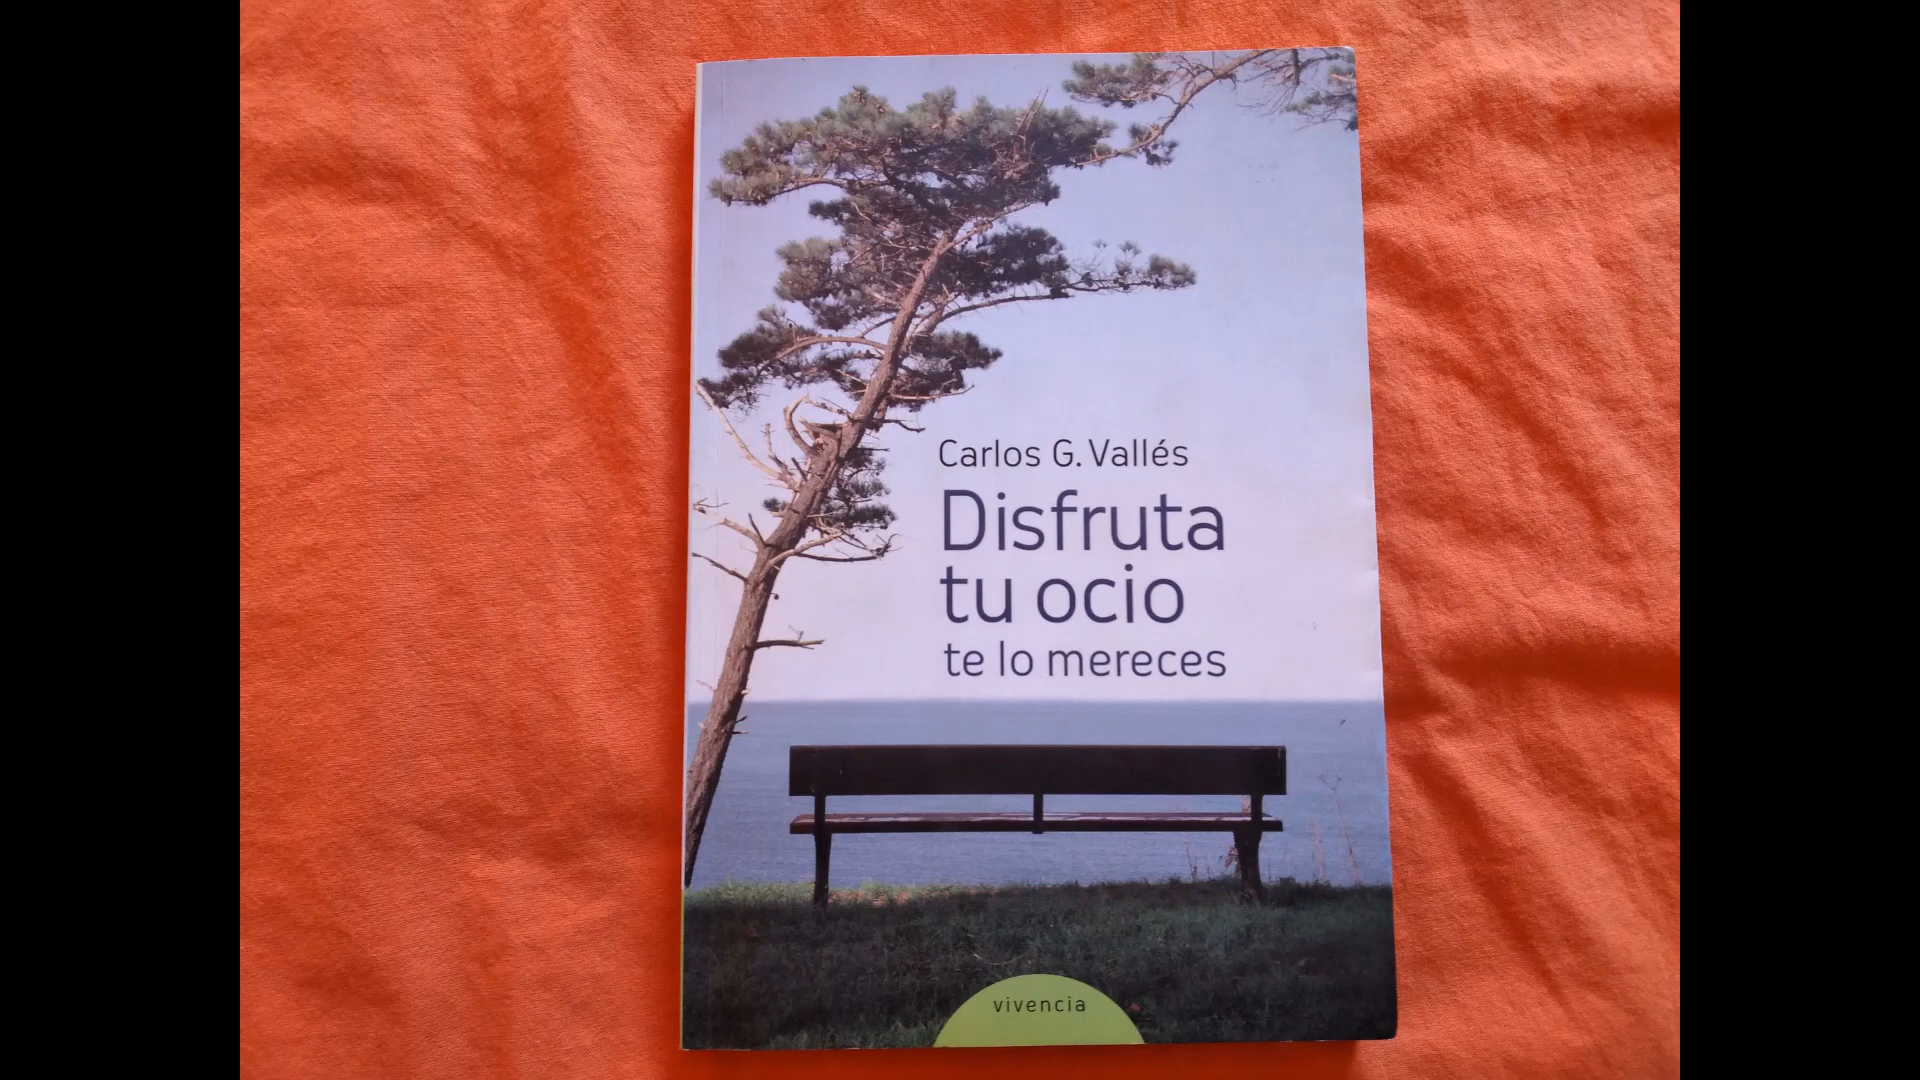 Carlos G. Vallés
Disfruta
tu ocio
te lo mereces
vivencia